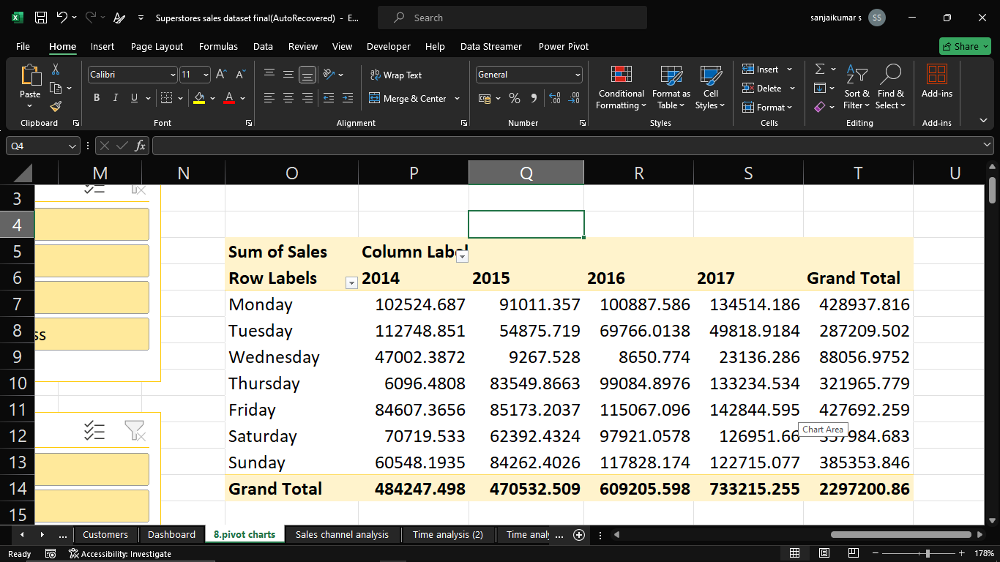 Superstores sales dataset final(AutoRecovered) - E...
Search
sanjaikumar s
SS
File Home Insert Page Layout Formulas Data Review View Developer Help Data Streamer Power Pivot
Share
Paste
Clipboard
Calibri 11
B I U
Font
Wrap Text
Merge & Center
Alignment
General
Number
Conditional Formatting
Format as Table
Cell Styles
Styles
Insert
Delete
Format
Cells
Sort & Filter
Find & Select
Editing
Add-ins
Add-ins
Q4
fx
M N O P Q R S T U
3
4
5 Sum of Sales Column Label
6 Row Labels 2014 2015 2016 2017 Grand Total
7 Monday 102524.687 91011.357 100887.586 134514.186 428937.816
8 ss Tuesday 112748.851 54875.719 69766.0138 49818.9184 287209.502
9 Wednesday 47002.3872 9267.528 8650.774 23136.286 88056.9752
10 Thursday 6096.4808 83549.8663 99084.8976 133234.534 321965.779
11 Friday 84607.3656 85173.2037 115067.096 142844.595 427692.259
Chart Area
12 Saturday 70719.533 62392.4324 97921.0578 126951.66 357984.683
13 Sunday 60548.1935 84262.4026 117828.174 122715.077 385353.846
14 Grand Total 484247.498 470532.509 609205.598 733215.255 2297200.86
15
... Customers Dashboard 8.pivot charts Sales channel analysis Time analysis (2) Time analy ...
Ready Accessibility: Investigate 178%